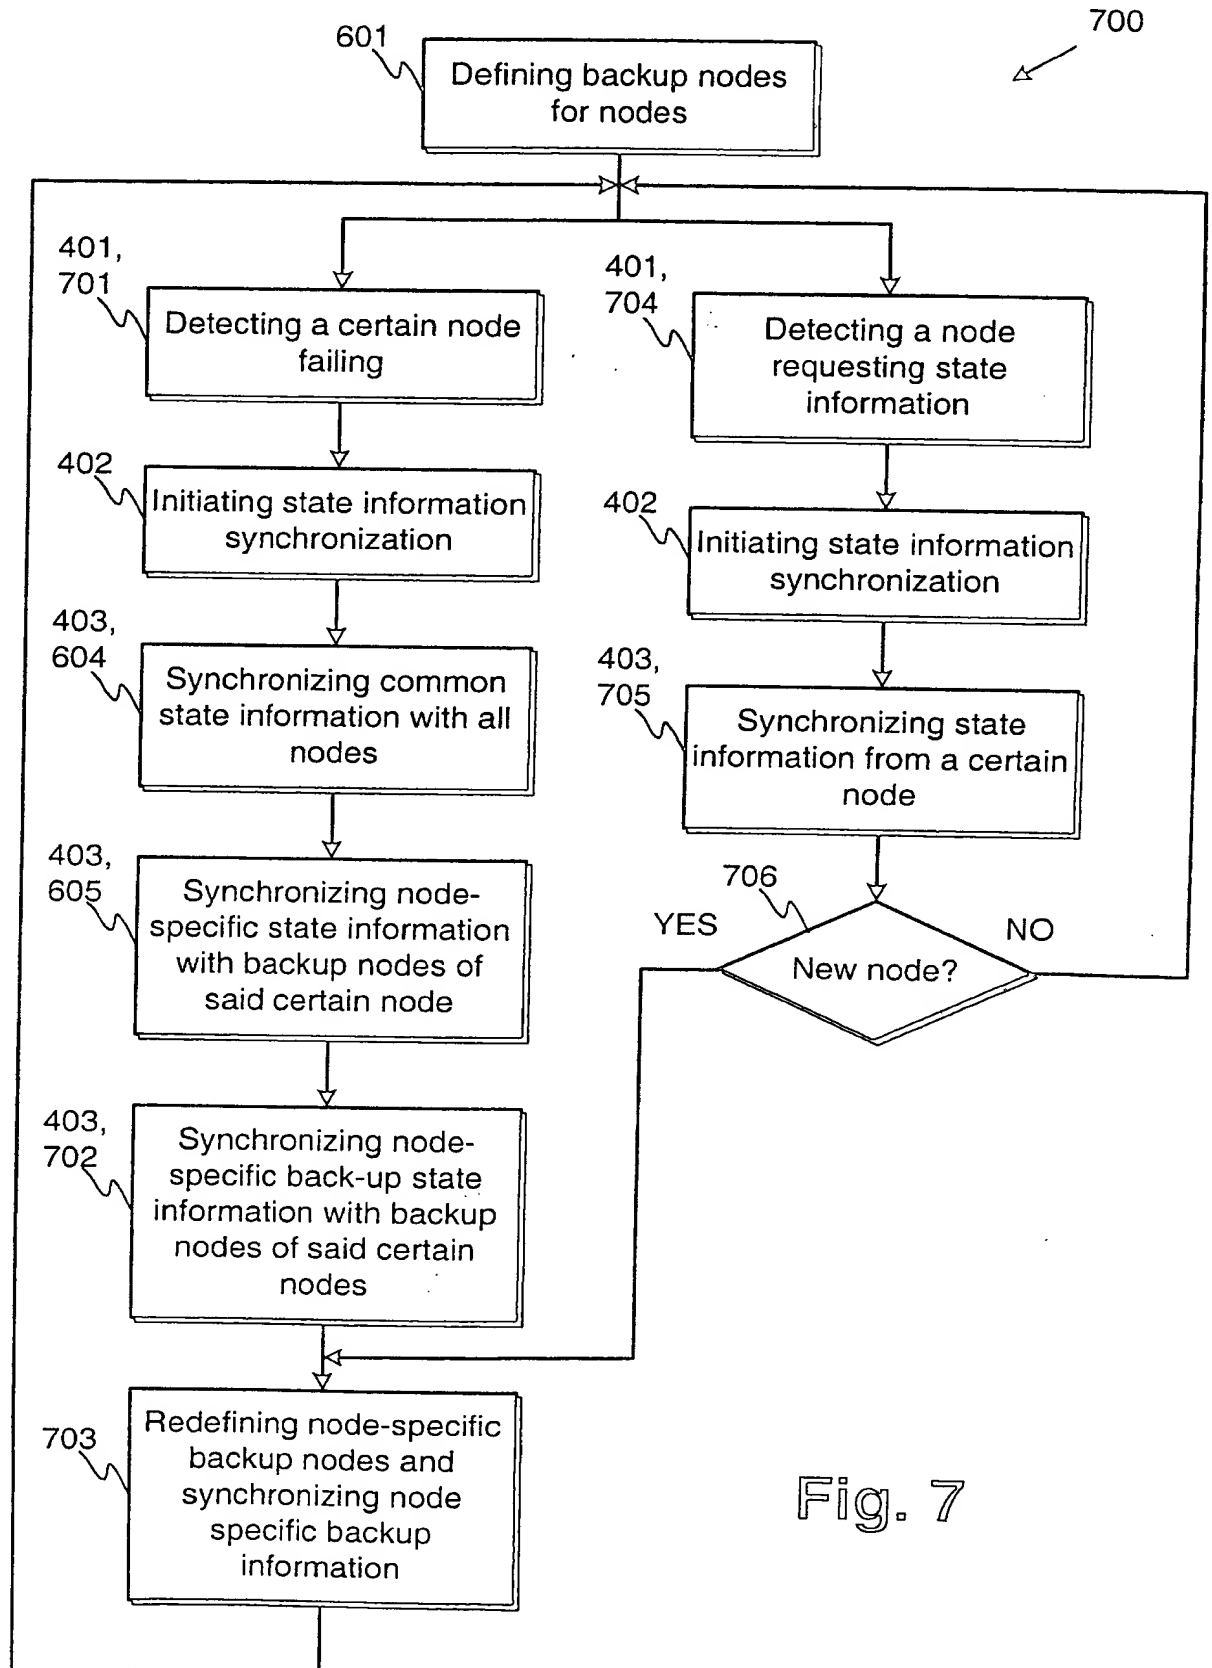 700
601
Defining backup nodes
for nodes
401,
701
Detecting a certain node
failing
402
Initiating state information
synchronization
403,
604
Synchronizing common
state information with all
nodes
403,
605
Synchronizing node-
specific state information
with backup nodes of
said certain node
403,
702
Synchronizing node-
specific back-up state
information with backup
nodes of said certain
nodes
703
Redefining node-specific
backup nodes and
synchronizing node
specific backup
information
401,
704
Detecting a node
requesting state
information
402
Initiating state information
synchronization
403,
705
Synchronizing state
information from a certain
node
706
YES
NO
New node?
Fig. 7